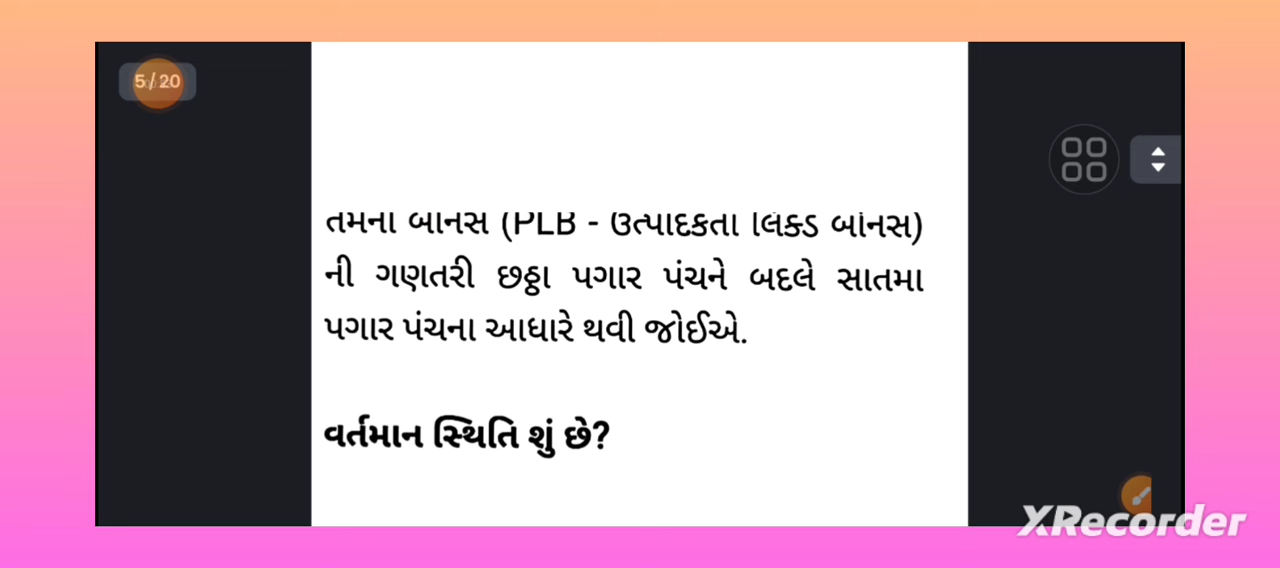 5/20
તેમના બોનસ (PLB - ઉત્પાદકતા લિંક્ડ બોનસ)
ની ગણતરી છઠ્ઠા પગાર પંચને બદલે સાતમા
પગાર પંચના આધારે થવી જોઈએ.
વર્તમાન સ્થિતિ શું છે?
XRecorder